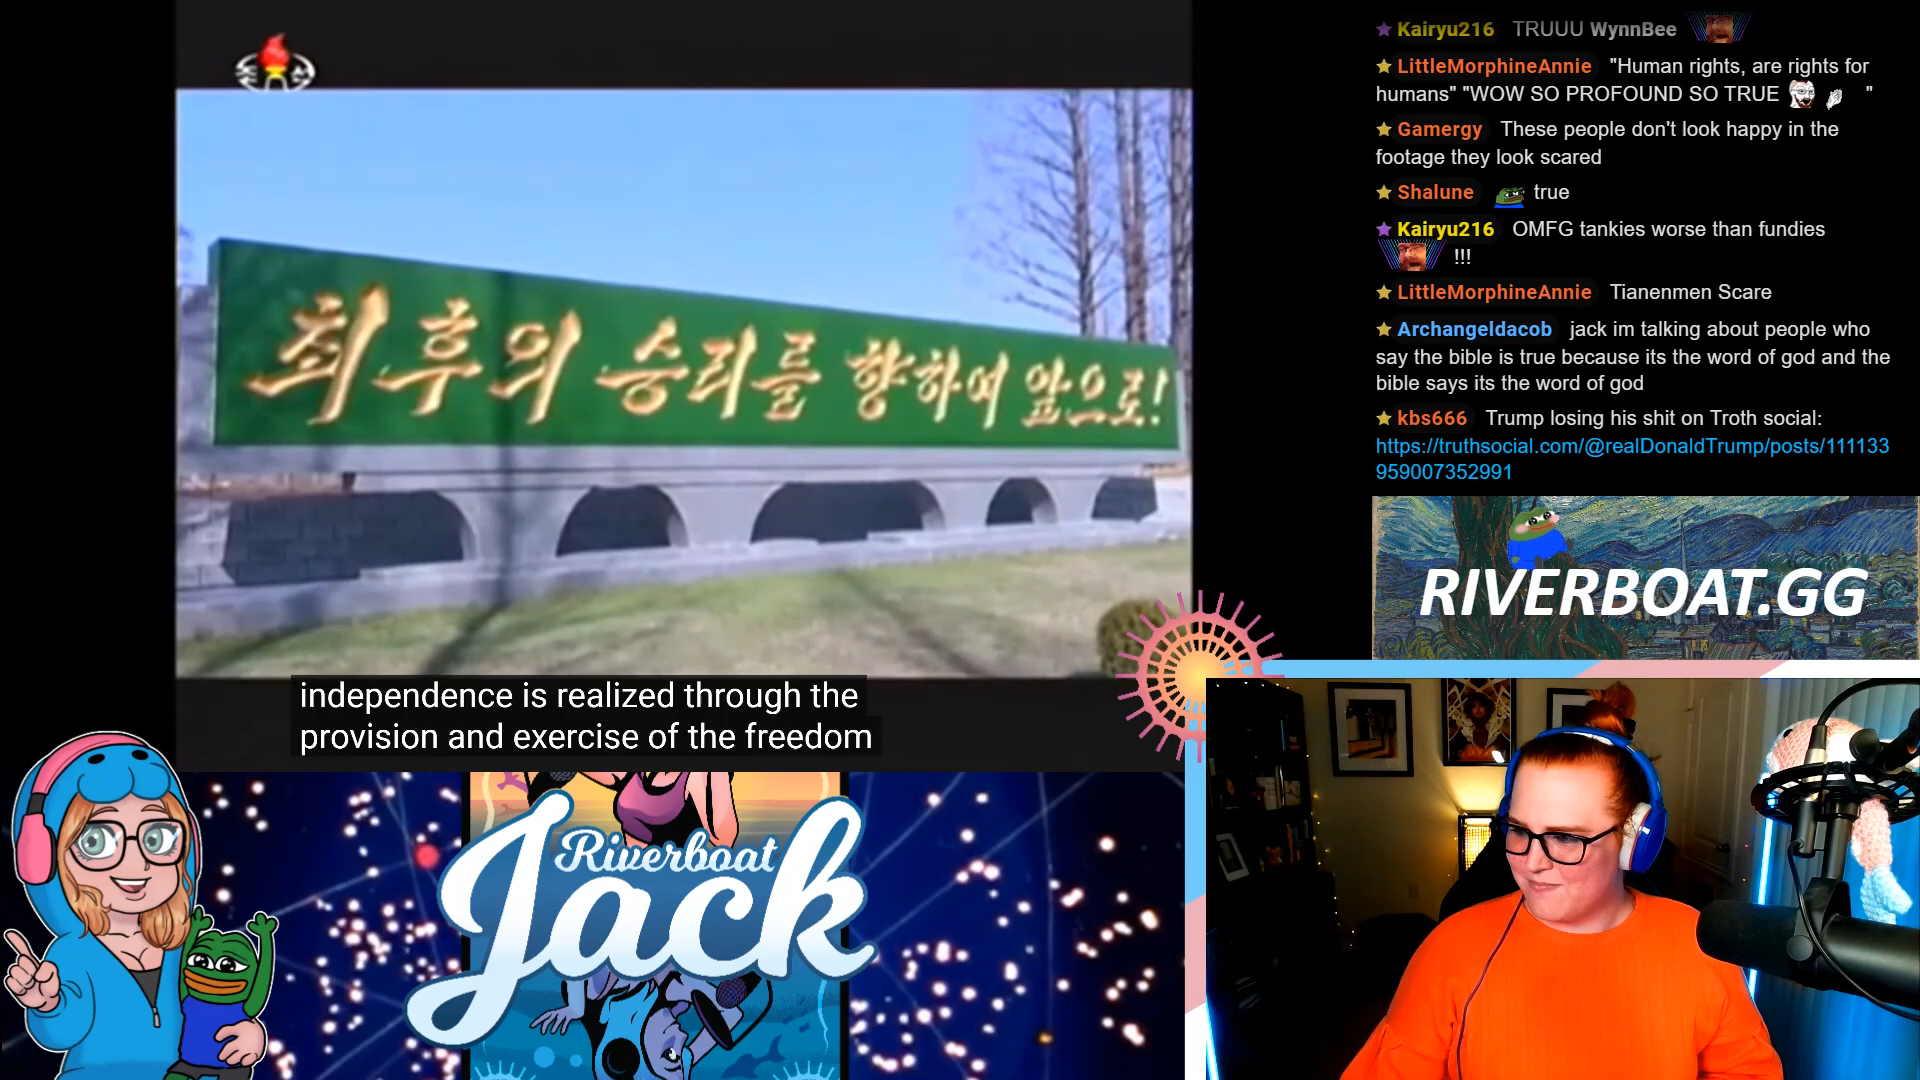 조선
최후의 승리를 향하여 앞으로!
independence is realized through the
provision and exercise of the freedom
Riverboat
Jack
Kairyu216 TRUUU WynnBee
LittleMorphineAnnie "Human rights, are rights for
humans" "WOW SO PROFOUND SO TRUE "
Gamergy These people don't look happy in the
footage they look scared
Shalune true
Kairyu216 OMFG tankies worse than fundies
!!!
LittleMorphineAnnie Tianenmen Scare
Archangeldacob jack im talking about people who
say the bible is true because its the word of god and the
bible says its the word of god
kbs666 Trump losing his shit on Troth social:
https://truthsocial.com/@realDonaldTrump/posts/111133
959007352991
RIVERBOAT.GG